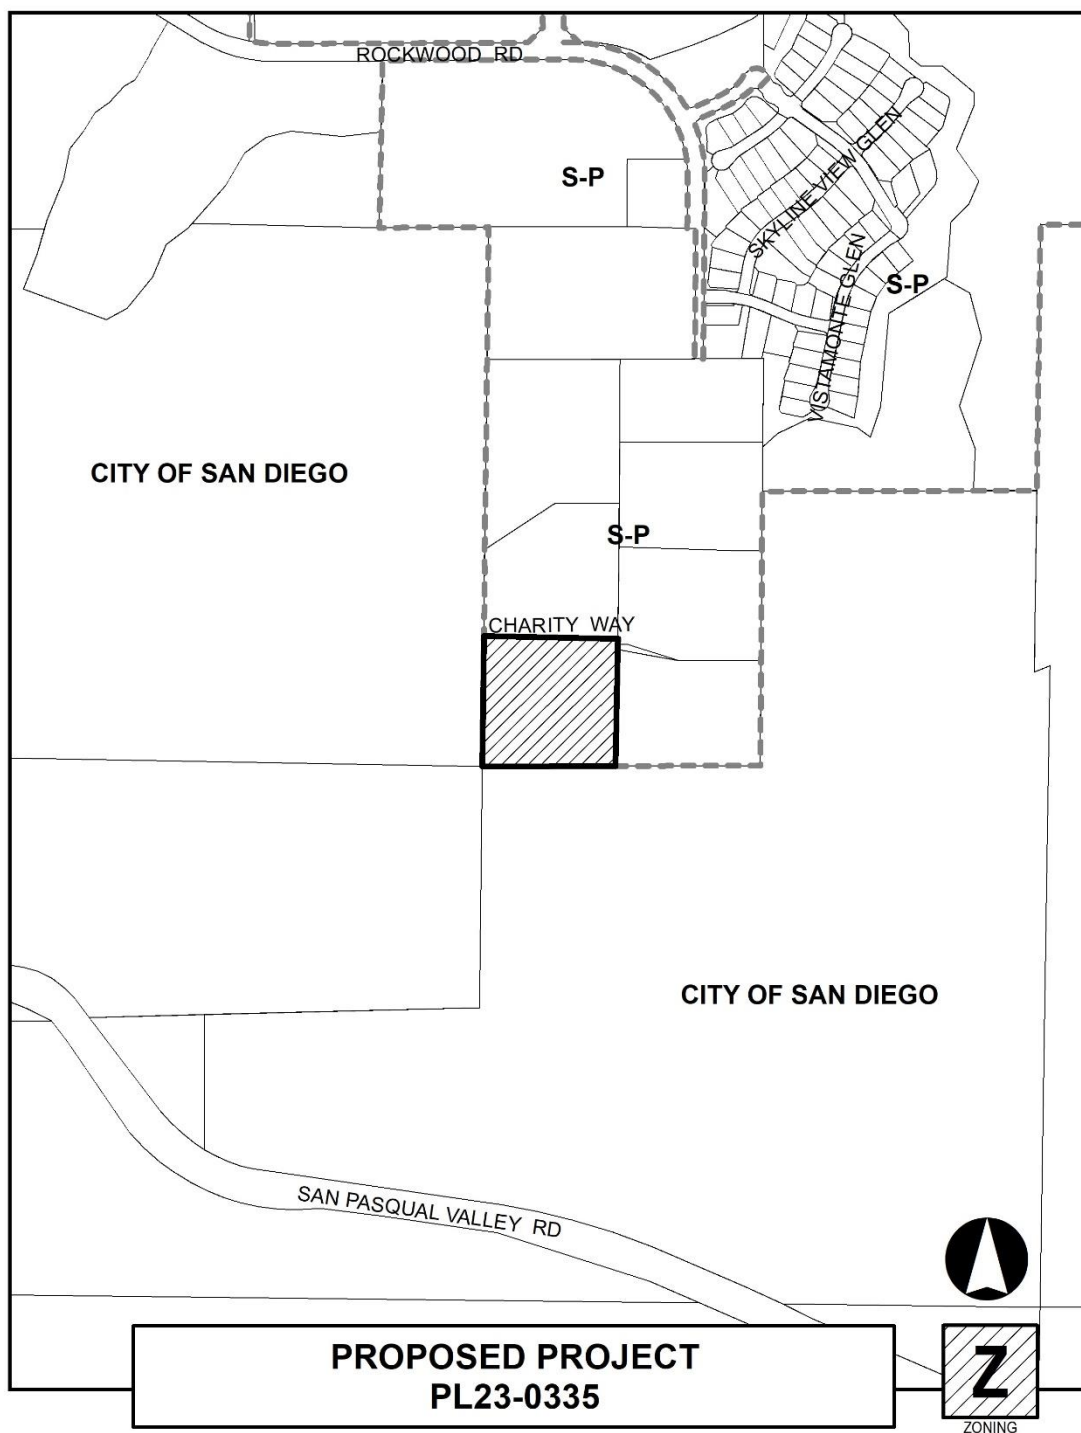 ROCKWOOD RD
S-P
SKYLINE VIEW GLEN
VISTAMONTE GLEN
S-P
CITY OF SAN DIEGO
S-P
CHARITY WAY
CITY OF SAN DIEGO
SAN PASQUAL VALLEY RD
PROPOSED PROJECT
PL23-0335
Z
ZONING